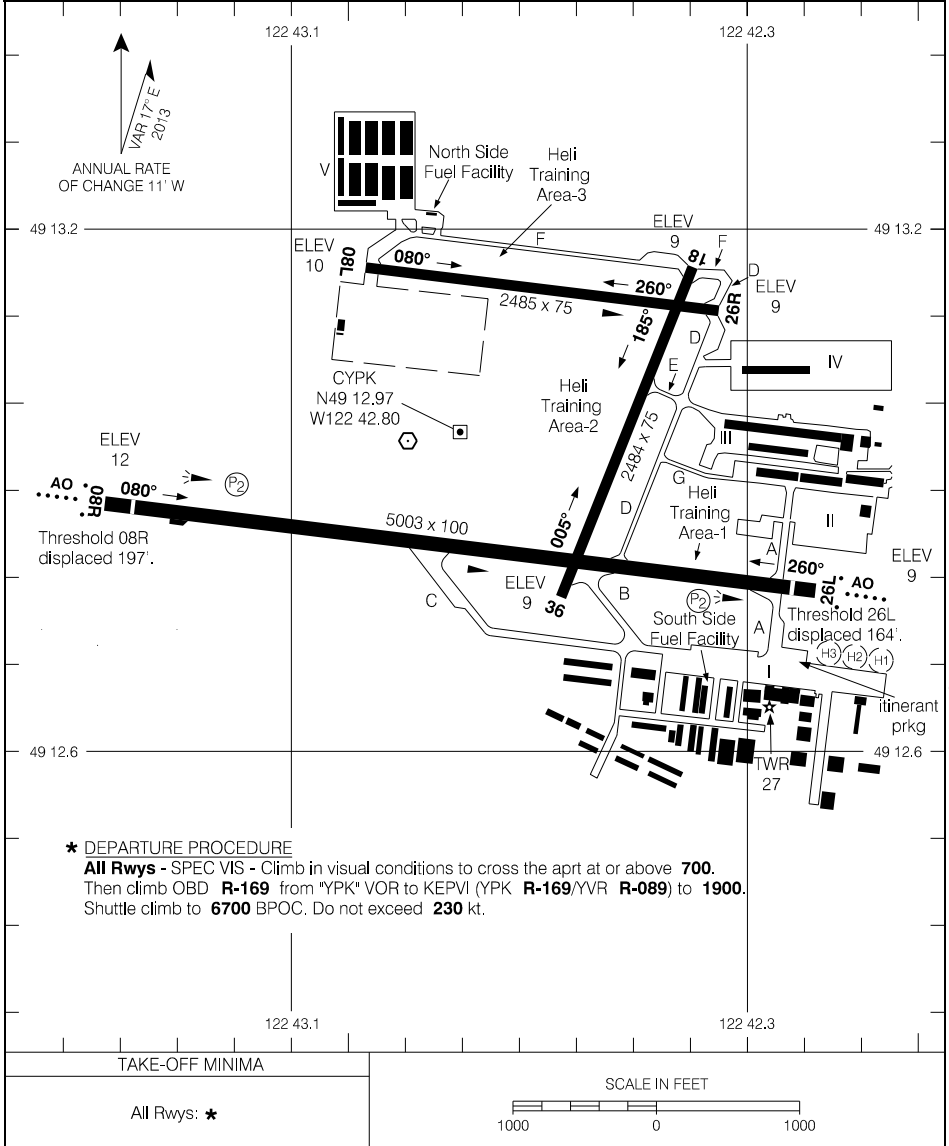 122 43.1
122 42.3
VAR 17° E
2013
ANNUAL RATE
OF CHANGE 11' W
V
North Side
Fuel Facility
Heli
Training
Area-3
49 13.2
49 13.2
ELEV
9
F
F
D
ELEV
10
08L
080°
18
ELEV
9
260°
26R
2485 x 75
185°
D
E
IV
CYPK
N49 12.97
W122 42.80
Heli
Training
Area-2
2484 x 75
III
ELEV
12
AO
08R
080°
P2
G
Heli
Training
Area-1
II
Threshold 08R
displaced 197'.
5003 x 100
005°
D
A
260°
ELEV
9
26L
AO
C
ELEV
9
36
B
P2
Threshold 26L
displaced 164'.
South Side
Fuel Facility
A
H3
H2
H1
I
itinerant
prkg
49 12.6
49 12.6
TWR
27
* DEPARTURE PROCEDURE
All Rwys - SPEC VIS - Climb in visual conditions to cross the aprt at or above 700.
Then climb OBD R-169 from "YPK" VOR to KEPVI (YPK R-169/YVR R-089) to 1900.
Shuttle climb to 6700 BPOC. Do not exceed 230 kt.
122 43.1
122 42.3
TAKE-OFF MINIMA
All Rwys: *
SCALE IN FEET
1000
0
1000